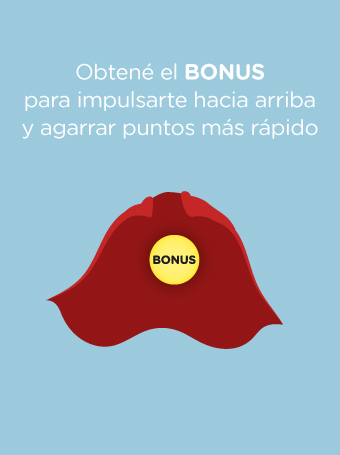 Obtené el BONUS
para impulsarte hacia arriba
y agarrar puntos más rápido
BONUS